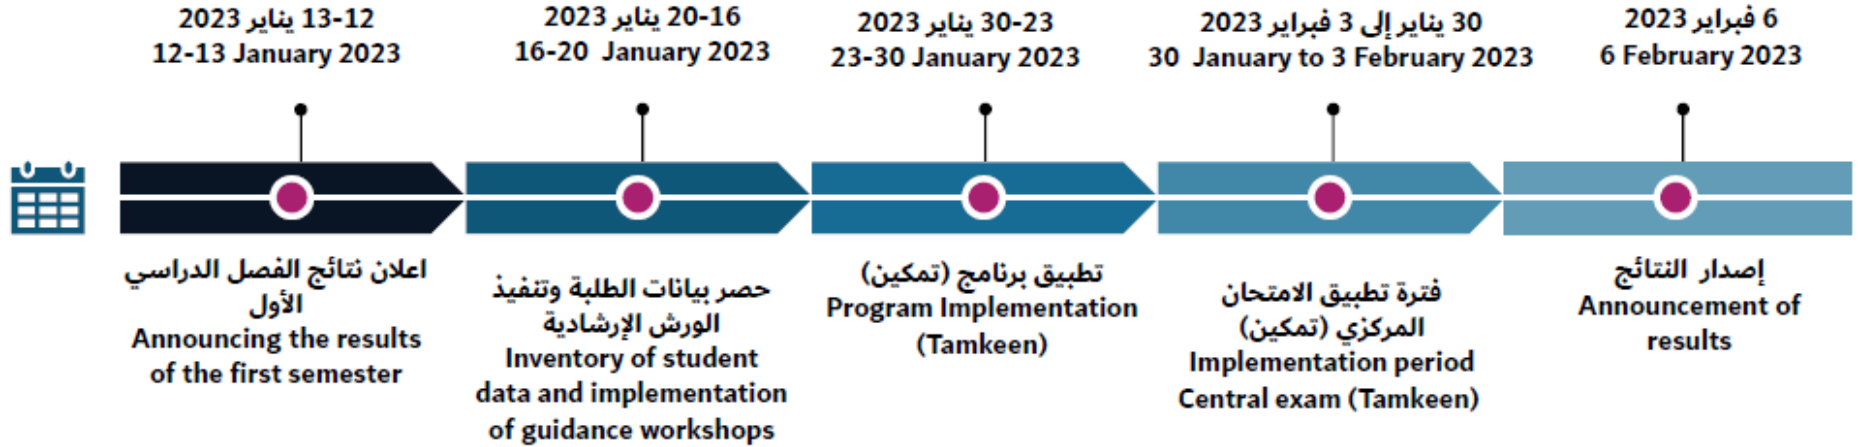 12-13 يناير 2023
12-13 January 2023
16-20 يناير 2023
16-20 January 2023
23-30 يناير 2023
23-30 January 2023
30 يناير إلى 3 فبراير 2023
30 January to 3 February 2023
6 فبراير 2023
6 February 2023
اعلان نتائج الفصل الدراسي
الأول
Announcing the results
of the first semester
حصر بيانات الطلبة وتنفيذ
الورش الإرشادية
Inventory of student
data and implementation
of guidance workshops
تطبيق برنامج (تمكين)
Program Implementation
(Tamkeen)
فترة تطبيق الامتحان
المركزي (تمكين)
Implementation period
Central exam (Tamkeen)
إصدار النتائج
Announcement of
results